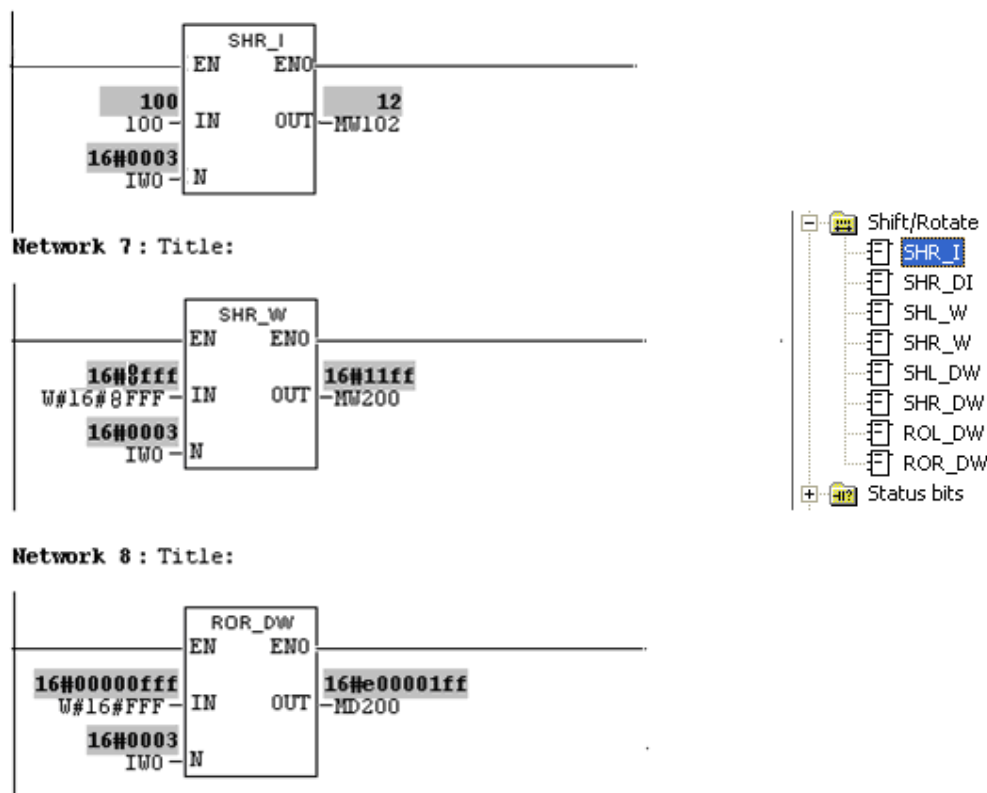 SHR_I
EN ENO
100 12
100 IN OUT MW102
16#0003
IW0 N
Network 7 : Title:
SHR_W
EN ENO
16#8fff 16#11ff
W#16#8FFF IN OUT MW200
16#0003
IW0 N
Network 8 : Title:
ROR_DW
EN ENO
16#00000fff 16#e00001ff
W#16#FFF IN OUT MD200
16#0003
IW0 N
Shift/Rotate
SHR_I
SHR_DI
SHL_W
SHR_W
SHL_DW
SHR_DW
ROL_DW
ROR_DW
Status bits